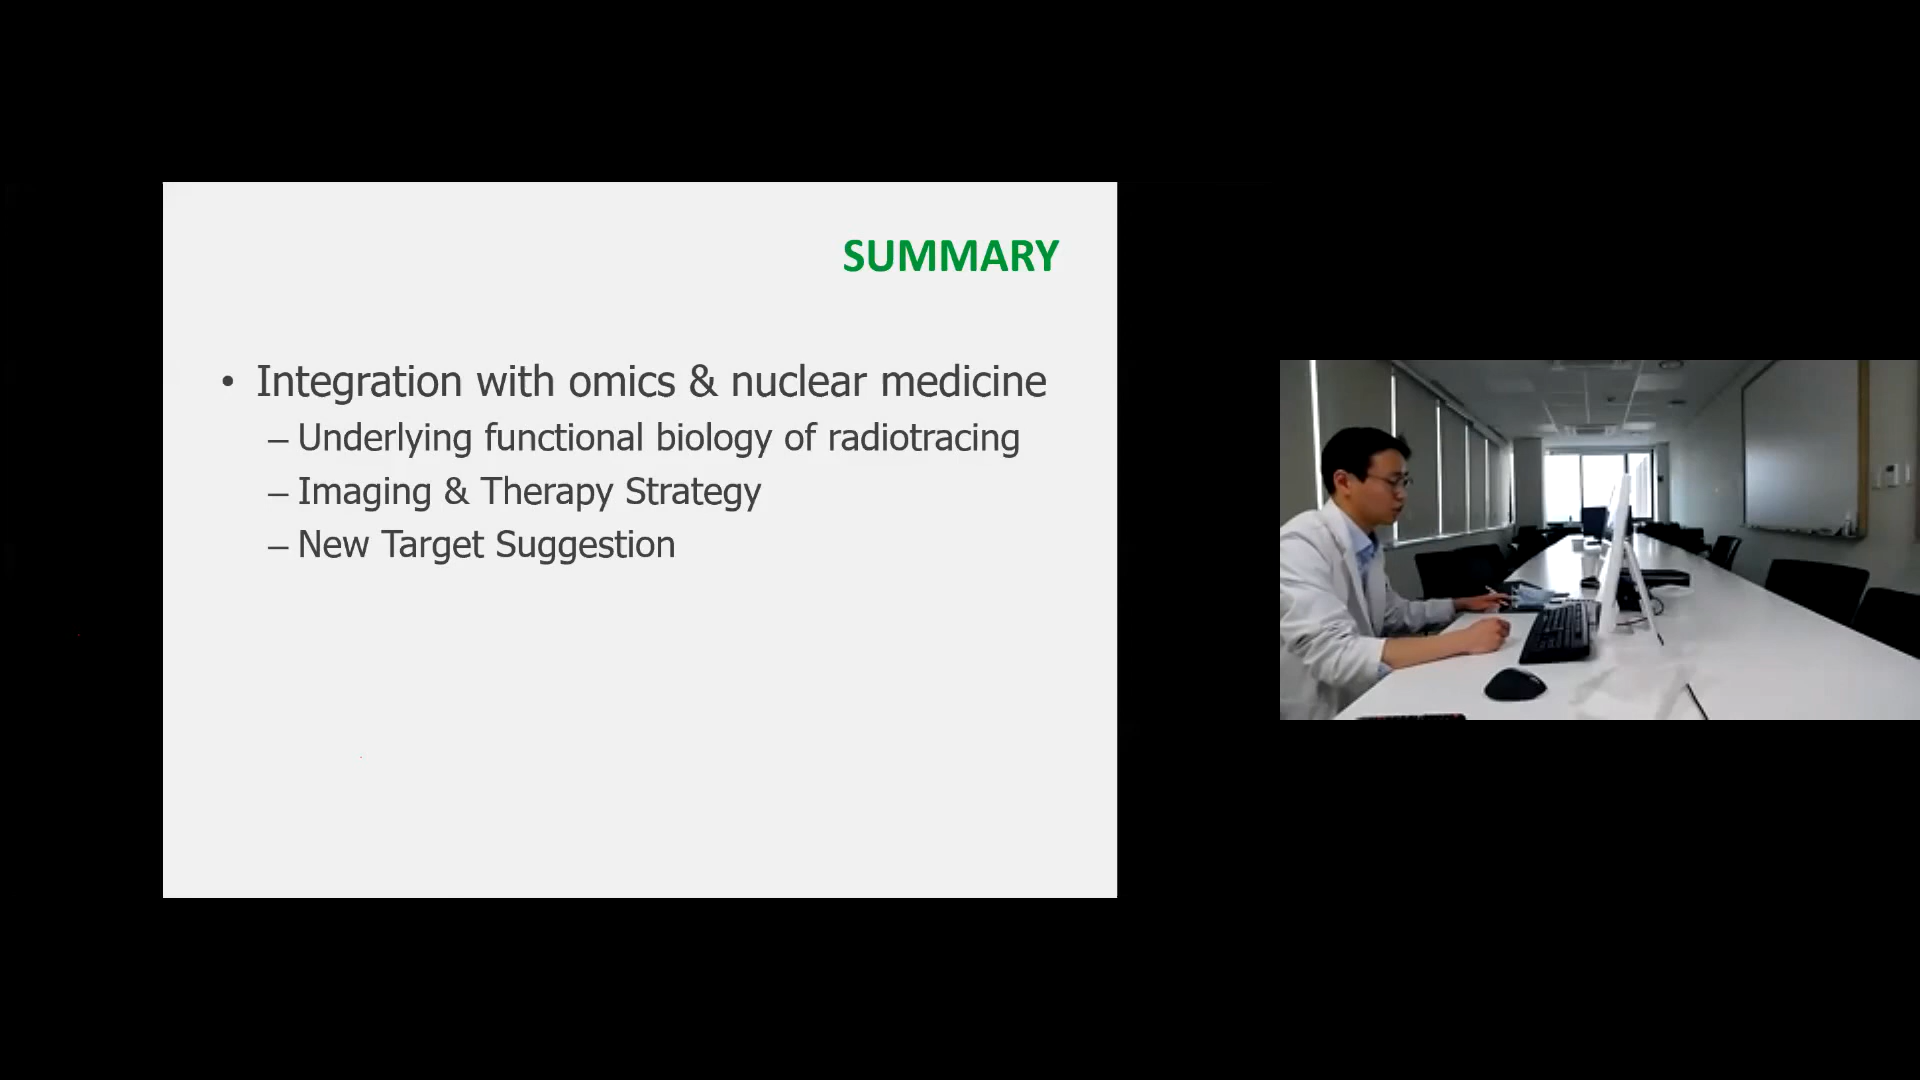 SUMMARY
• Integration with omics & nuclear medicine
– Underlying functional biology of radiotracing
– Imaging & Therapy Strategy
– New Target Suggestion